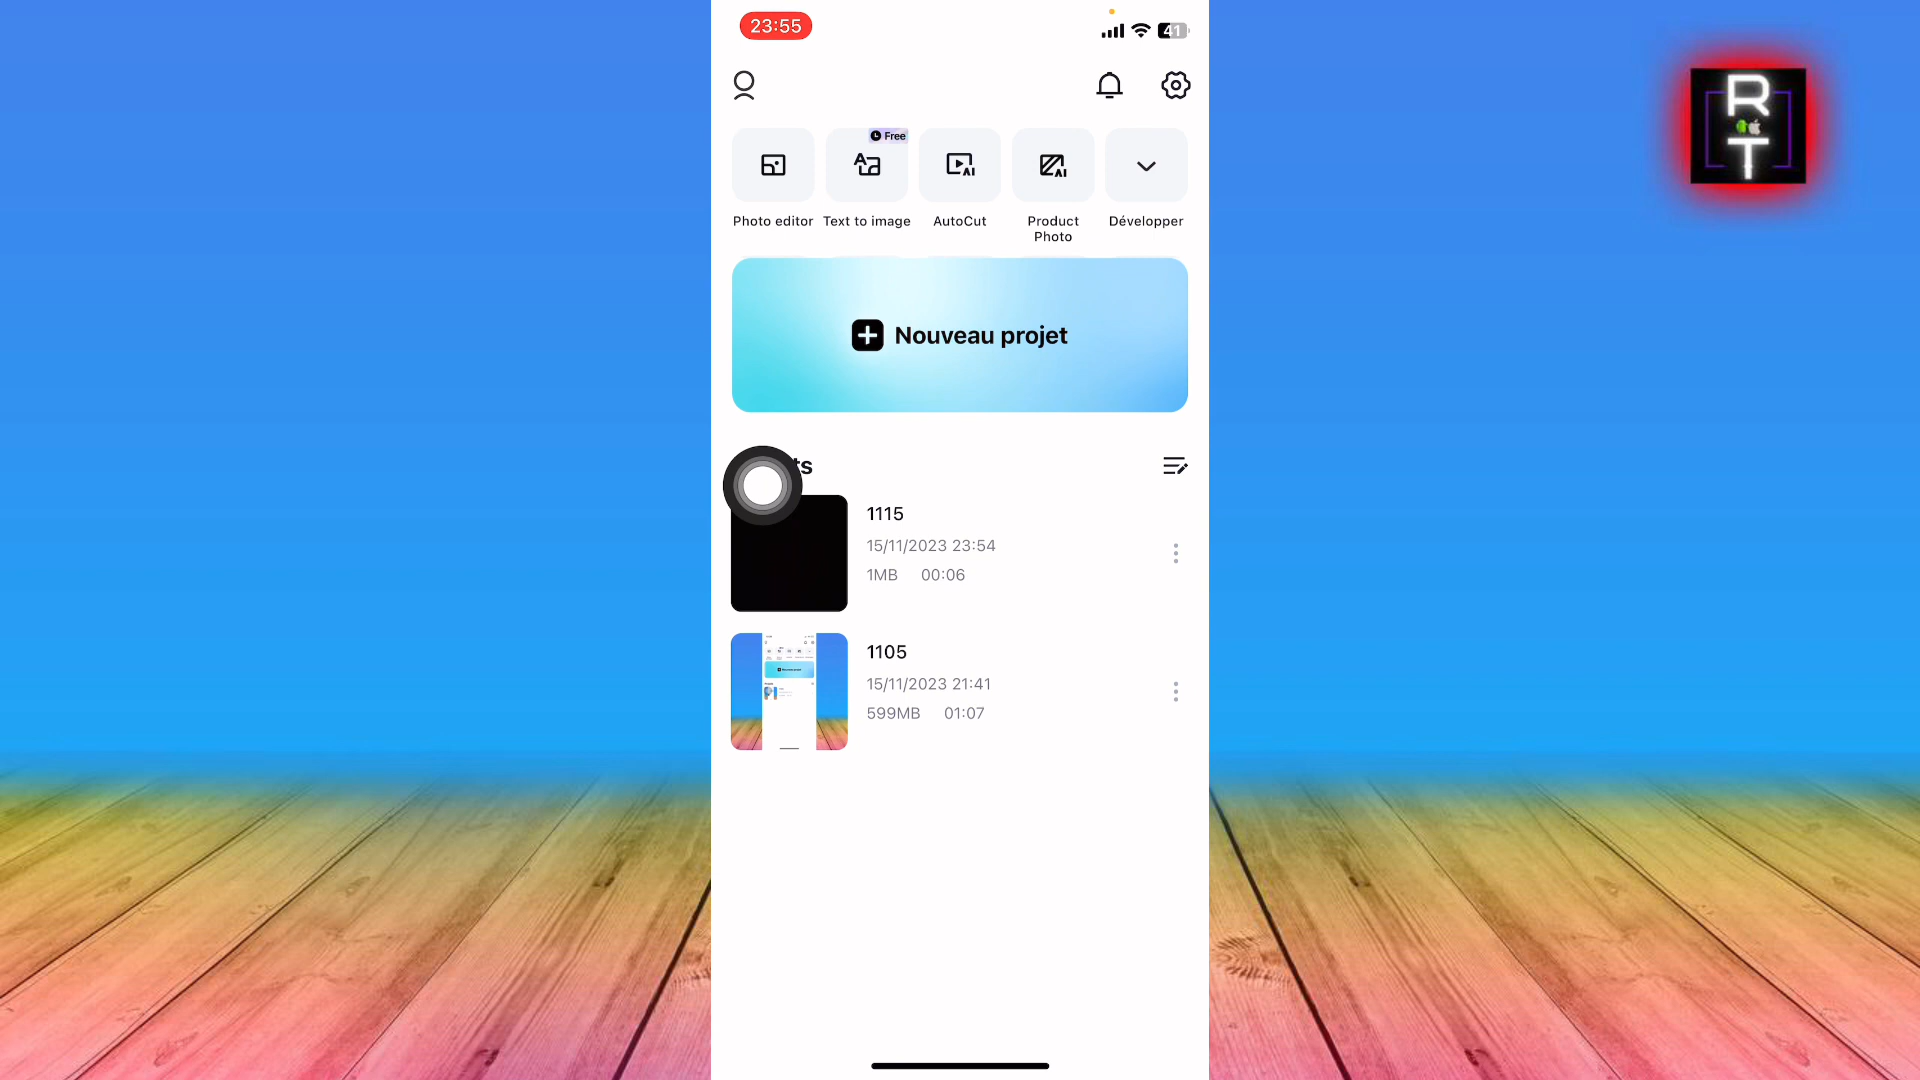 23:55
41
R
T
Free
Photo editor
Text to image
AutoCut
Product
Photo
Développer
Nouveau projet
1115
15/11/2023 23:54
1MB 00:06
1105
15/11/2023 21:41
599MB 01:07